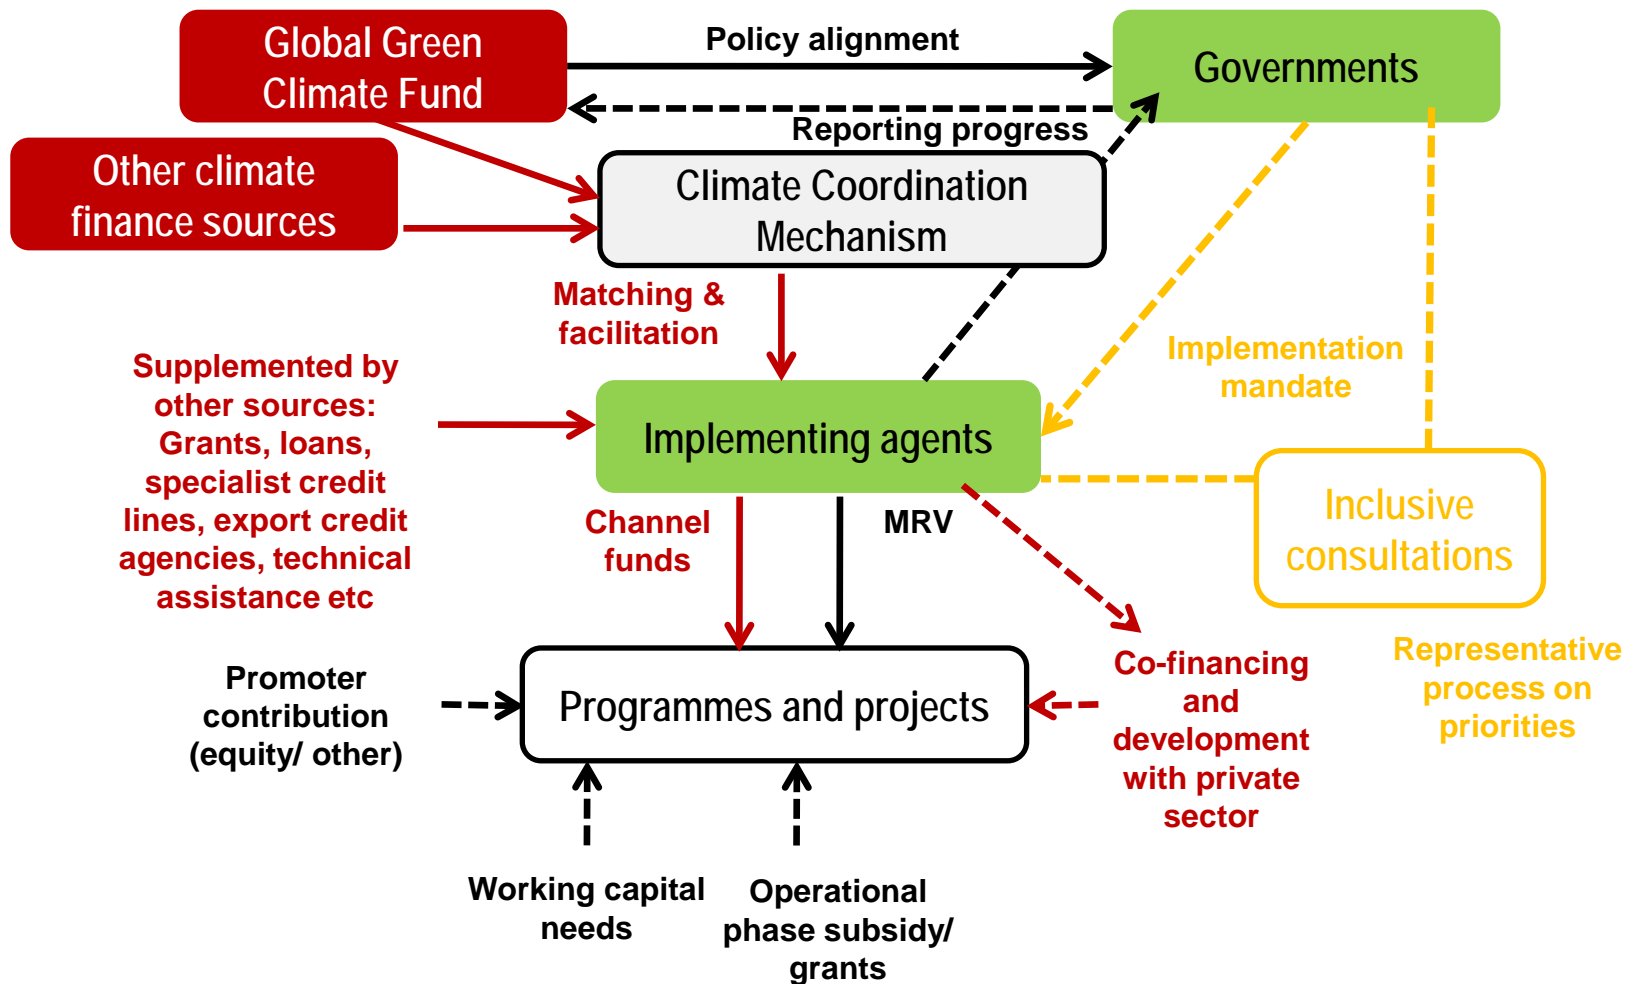 Global Green
Climate Fund
Policy alignment
Governments
Reporting progress
Other climate
finance sources
Climate Coordination
Mechanism
Matching &
facilitation
Implementation
mandate
Supplemented by
other sources:
Grants, loans,
specialist credit
lines, export credit
agencies, technical
assistance etc
Implementing agents
Channel
funds
MRV
Inclusive
consultations
Representative
process on
priorities
Promoter
contribution
(equity/ other)
Programmes and projects
Co-financing
and
development
with private
sector
Working capital
needs
Operational
phase subsidy/
grants